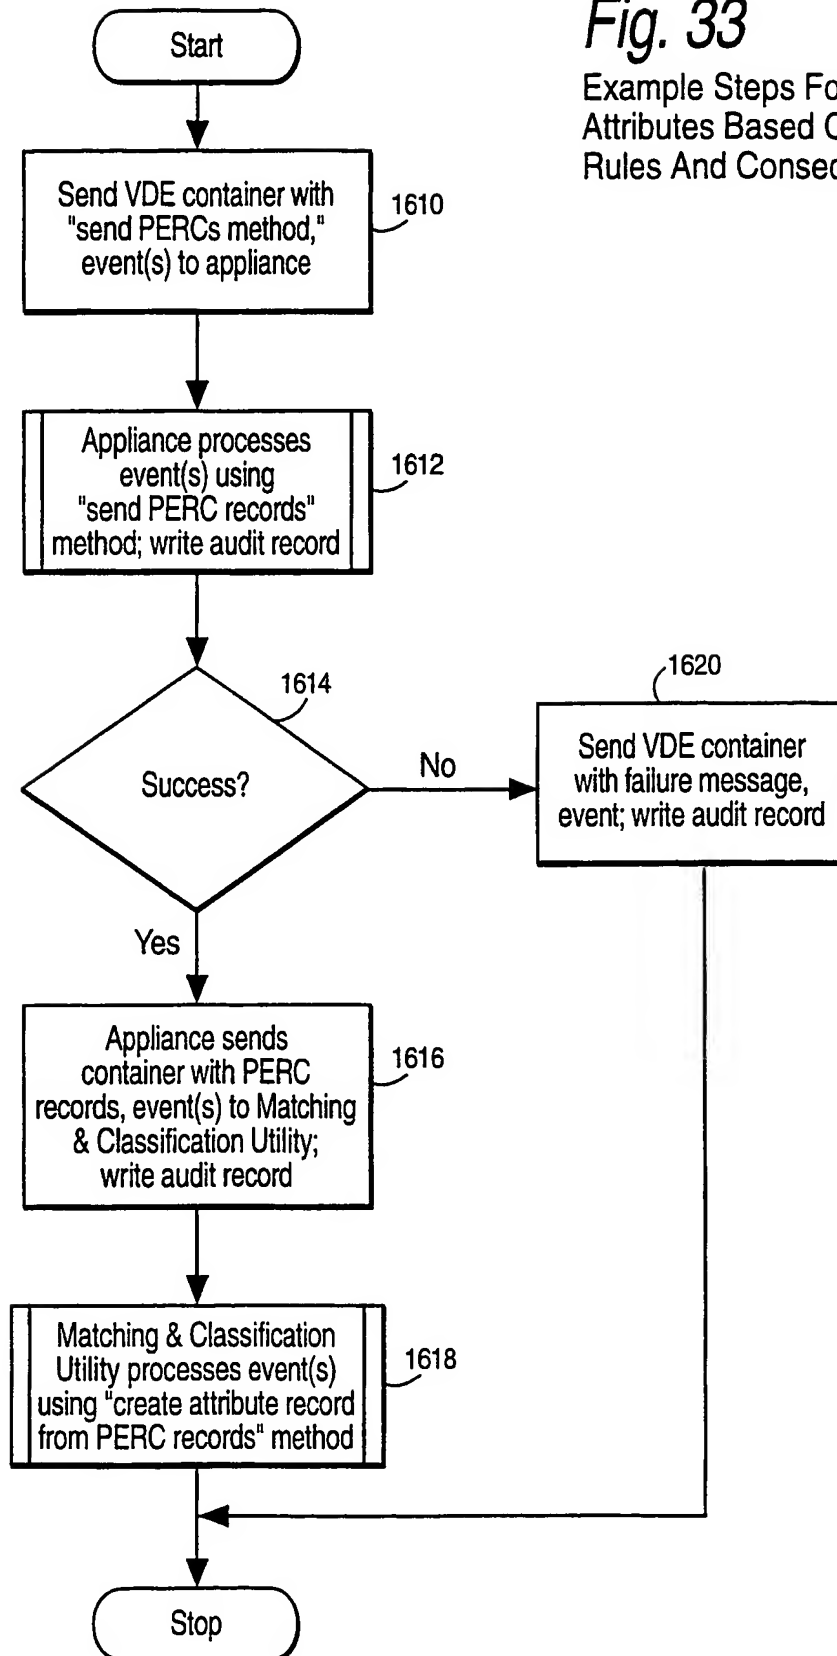 Fig. 33
Example Steps Fo
Attributes Based
Rules And Conseq
Start
Send VDE container with
"send PERCs method,"
event(s) to appliance
1610
Appliance processes
event(s) using
"send PERC records"
method; write audit record
1612
Success?
1614
No
Yes
1620
Send VDE container
with failure message,
event; write audit record
Appliance sends
container with PERC
records, event(s) to Matching
& Classification Utility;
write audit record
1616
Matching & Classification
Utility processes event(s)
using "create attribute record
from PERC records" method
1618
Stop